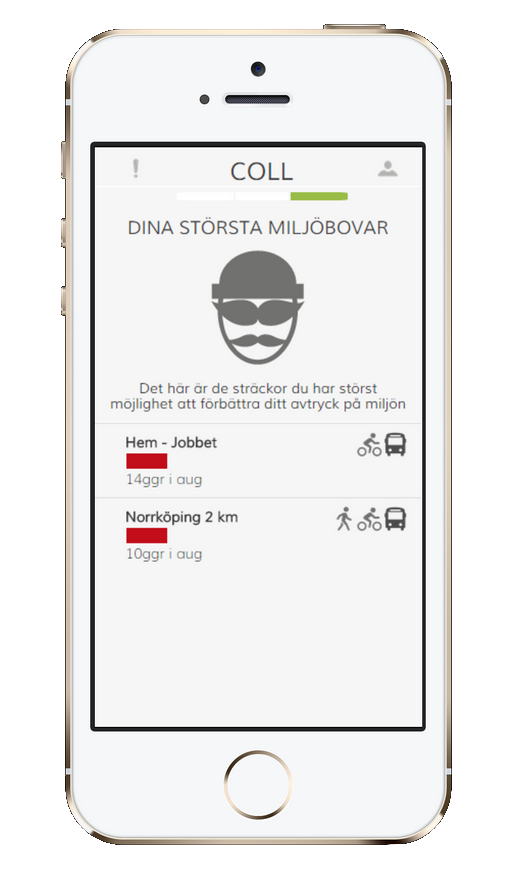 COLL
DINA STÖRSTA MILJÖBOVAR
Det här är de sträckor du har störst
möjlighet att förbättra ditt avtryck på miljön
Hem - Jobbet
14ggr i aug
Norrköping 2 km
10ggr i aug